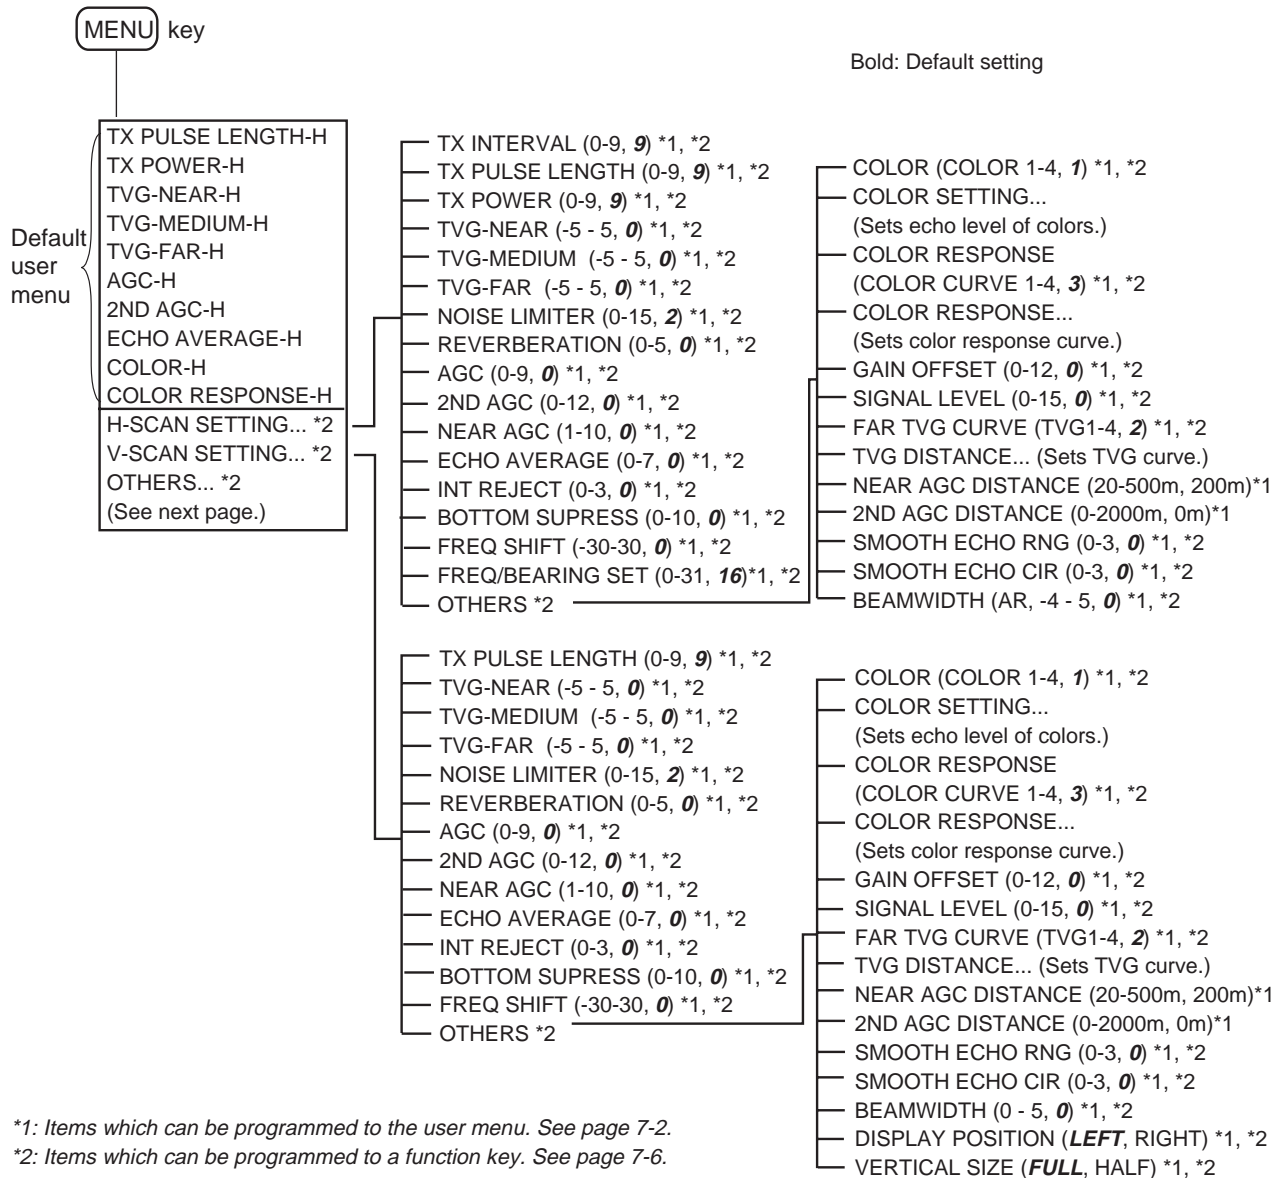 MENU key
Bold: Default setting
Default
user
menu
TX PULSE LENGTH-H
TX POWER-H
TVG-NEAR-H
TVG-MEDIUM-H
TVG-FAR-H
AGC-H
2ND AGC-H
ECHO AVERAGE-H
COLOR-H
COLOR RESPONSE-H
H-SCAN SETTING... *2
V-SCAN SETTING... *2
OTHERS... *2
(See next page.)
TX INTERVAL (0-9, 9) *1, *2
TX PULSE LENGTH (0-9, 9) *1, *2
TX POWER (0-9, 9) *1, *2
TVG-NEAR (-5 - 5, 0) *1, *2
TVG-MEDIUM (-5 - 5, 0) *1, *2
TVG-FAR (-5 - 5, 0) *1, *2
NOISE LIMITER (0-15, 2) *1, *2
REVERBERATION (0-5, 0) *1, *2
AGC (0-9, 0) *1, *2
2ND AGC (0-12, 0) *1, *2
NEAR AGC (1-10, 0) *1, *2
ECHO AVERAGE (0-7, 0) *1, *2
INT REJECT (0-3, 0) *1, *2
BOTTOM SUPRESS (0-10, 0) *1, *2
FREQ SHIFT (-30-30, 0) *1, *2
FREQ/BEARING SET (0-31, 16)*1, *2
OTHERS *2
COLOR (COLOR 1-4, 1) *1, *2
COLOR SETTING...
(Sets echo level of colors.)
COLOR RESPONSE
(COLOR CURVE 1-4, 3) *1, *2
COLOR RESPONSE...
(Sets color response curve.)
GAIN OFFSET (0-12, 0) *1, *2
SIGNAL LEVEL (0-15, 0) *1, *2
FAR TVG CURVE (TVG1-4, 2) *1, *2
TVG DISTANCE... (Sets TVG curve.)
NEAR AGC DISTANCE (20-500m, 200m)*1
2ND AGC DISTANCE (0-2000m, 0m)*1
SMOOTH ECHO RNG (0-3, 0) *1, *2
SMOOTH ECHO CIR (0-3, 0) *1, *2
BEAMWIDTH (AR, -4 - 5, 0) *1, *2
TX PULSE LENGTH (0-9, 9) *1, *2
TVG-NEAR (-5 - 5, 0) *1, *2
TVG-MEDIUM (-5 - 5, 0) *1, *2
TVG-FAR (-5 - 5, 0) *1, *2
NOISE LIMITER (0-15, 2) *1, *2
REVERBERATION (0-5, 0) *1, *2
AGC (0-9, 0) *1, *2
2ND AGC (0-12, 0) *1, *2
NEAR AGC (1-10, 0) *1, *2
ECHO AVERAGE (0-7, 0) *1, *2
INT REJECT (0-3, 0) *1, *2
BOTTOM SUPRESS (0-10, 0) *1, *2
FREQ SHIFT (-30-30, 0) *1, *2
OTHERS *2
COLOR (COLOR 1-4, 1) *1, *2
COLOR SETTING...
(Sets echo level of colors.)
COLOR RESPONSE
(COLOR CURVE 1-4, 3) *1, *2
COLOR RESPONSE...
(Sets color response curve.)
GAIN OFFSET (0-12, 0) *1, *2
SIGNAL LEVEL (0-15, 0) *1, *2
FAR TVG CURVE (TVG1-4, 2) *1, *2
TVG DISTANCE... (Sets TVG curve.)
NEAR AGC DISTANCE (20-500m, 200m)*1
2ND AGC DISTANCE (0-2000m, 0m)*1
SMOOTH ECHO RNG (0-3, 0) *1, *2
SMOOTH ECHO CIR (0-3, 0) *1, *2
BEAMWIDTH (0 - 5, 0) *1, *2
DISPLAY POSITION (LEFT, RIGHT) *1, *2
VERTICAL SIZE (FULL, HALF) *1, *2
*1: Items which can be programmed to the user menu. See page 7-2.
*2: Items which can be programmed to a function key. See page 7-6.